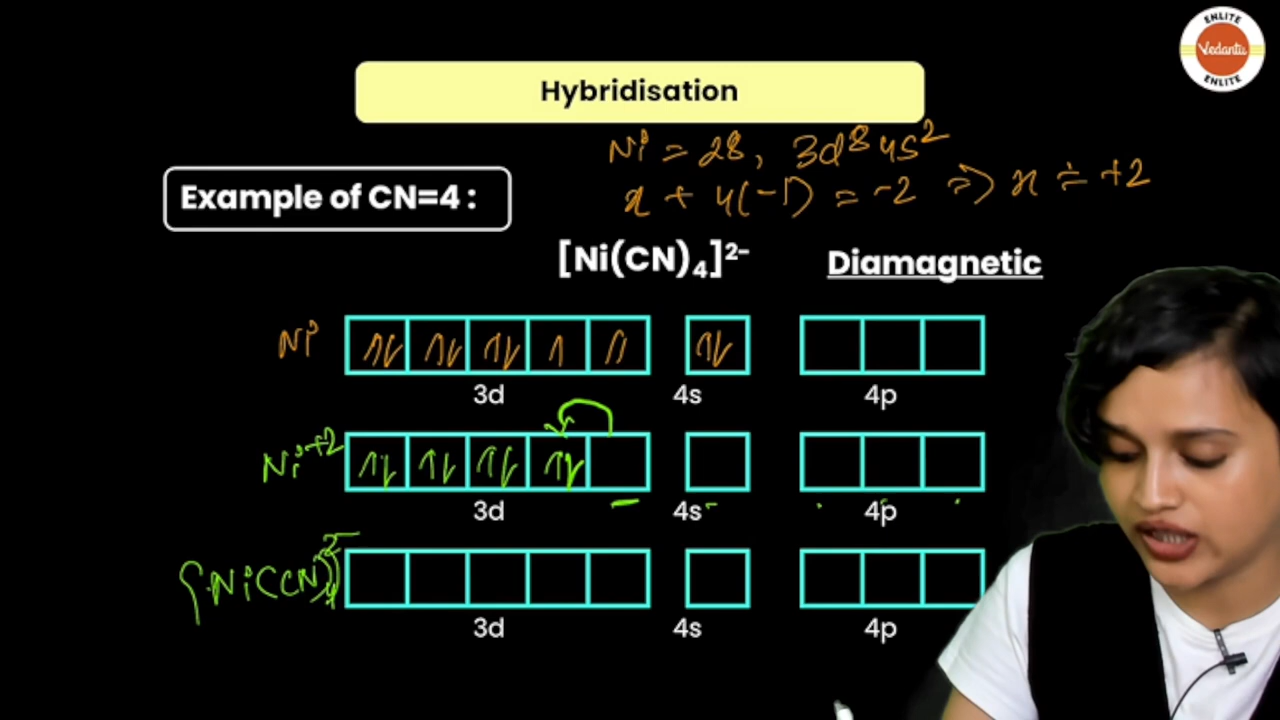 ENLITE
Vedantu
ENLITE
Hybridisation
Ni = 28, 3d⁸ 4s²
Example of CN=4 :
x + 4(-1) = -2 ⇒ x = +2
[Ni(CN)₄]²⁻ Diamagnetic
Ni
3d 4s 4p
Ni⁺²
3d 4s 4p
[Ni(CN)₄]²⁻
3d 4s 4p